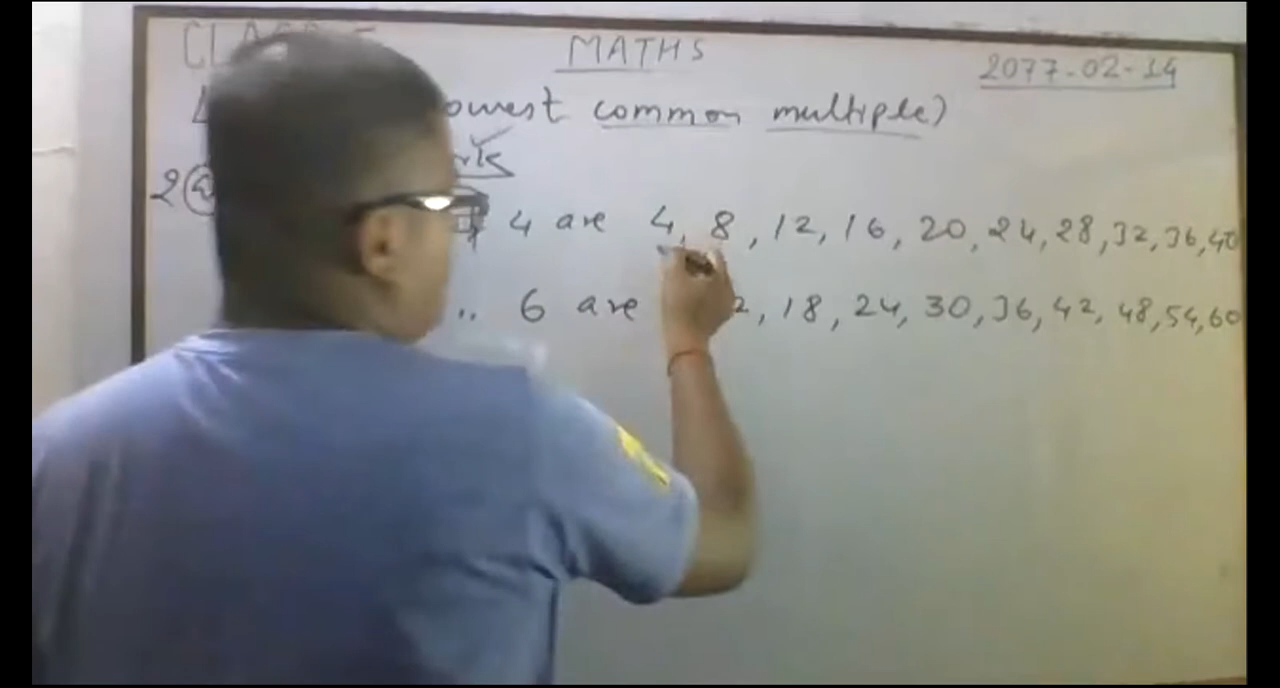 MATHS
2077-02-14
owest common multiple)
2
4 are 4, 8, 12, 16, 20, 24, 28, 32, 36, 40
,, 6 are 2, 18, 24, 30, 36, 42, 48, 54, 60